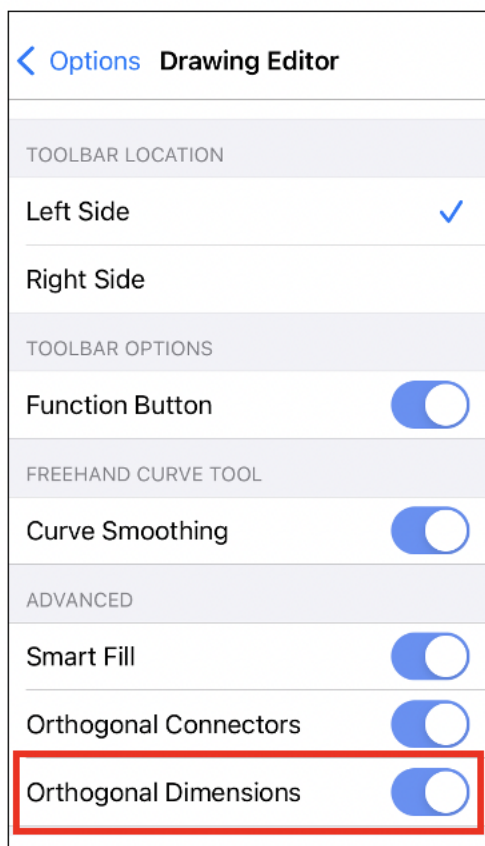 Options Drawing Editor
TOOLBAR LOCATION
Left Side
Right Side
TOOLBAR OPTIONS
Function Button
FREEHAND CURVE TOOL
Curve Smoothing
ADVANCED
Smart Fill
Orthogonal Connectors
Orthogonal Dimensions